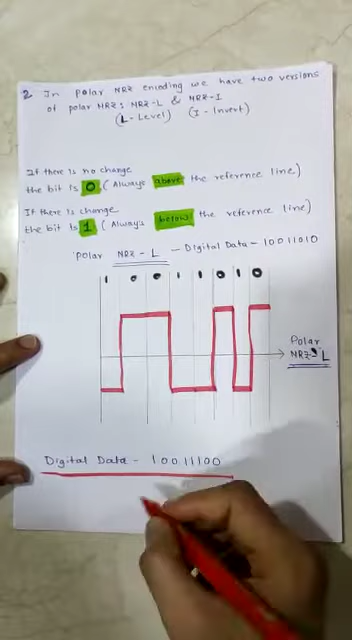 2 In Polar NRZ enconding we have two versions
of polar NRZ: NRZ-L & NRZ-I
(L-Level) (I-Invert)
If there is no change
the bit is 0, (Always above the reference line)
If there is change
the bit is 1, (Always below the reference line)
Polar NRZ-L - Digital Data - 10011010
1 0 0 1 1 0 1 0
Polar
NRZ-L
Digital Data - 10011100